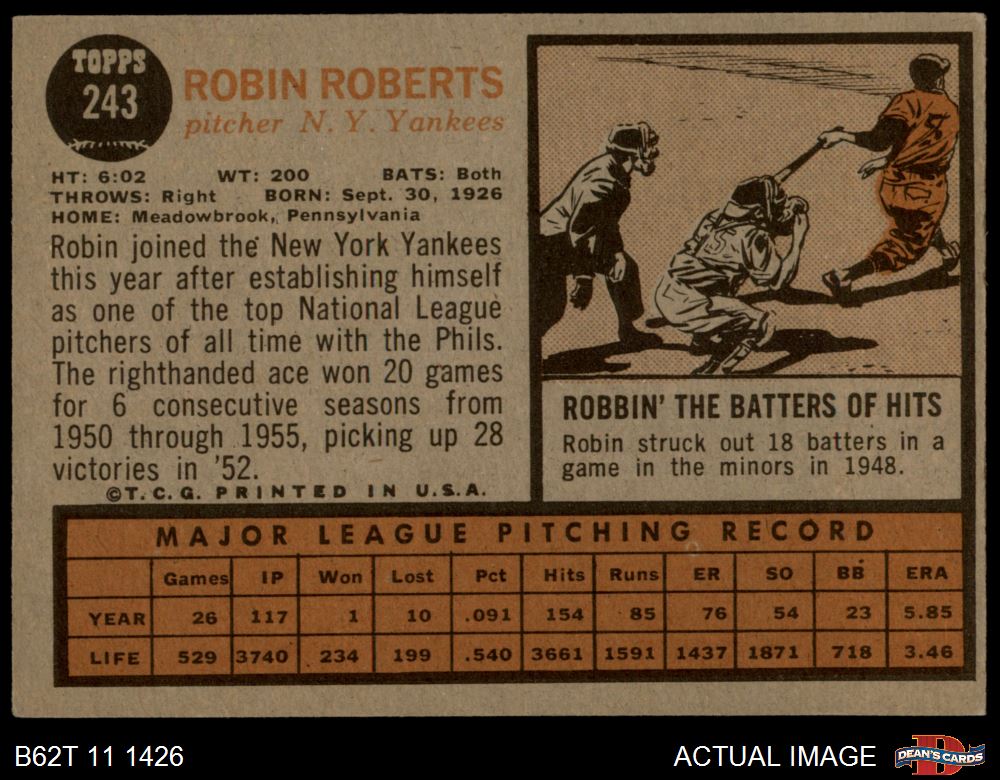 TOPPS
243
ROBIN ROBERTS
pitcher N. Y. Yankees
HT: 6:02 WT: 200 BATS: Both
THROWS: Right BORN: Sept. 30, 1926
HOME: Meadowbrook, Pennsylvania
Robin joined the New York Yankees
this year after establishing himself
as one of the top National League
pitchers of all time with the Phils.
The righthanded ace won 20 games
for 6 consecutive seasons from
1950 through 1955, picking up 28
victories in '52.
©T.C.G. PRINTED IN U.S.A.
ROBBIN' THE BATTERS OF HITS
Robin struck out 18 batters in a
game in the minors in 1948.
MAJOR LEAGUE PITCHING RECORD
Games IP Won Lost Pct Hits Runs ER SO BB ERA
YEAR 26 117 1 10 .091 154 85 76 54 23 5.85
LIFE 529 3740 234 199 .540 3661 1591 1437 1871 718 3.46
B62T 11 1426
ACTUAL IMAGE
DEAN'S CARDS